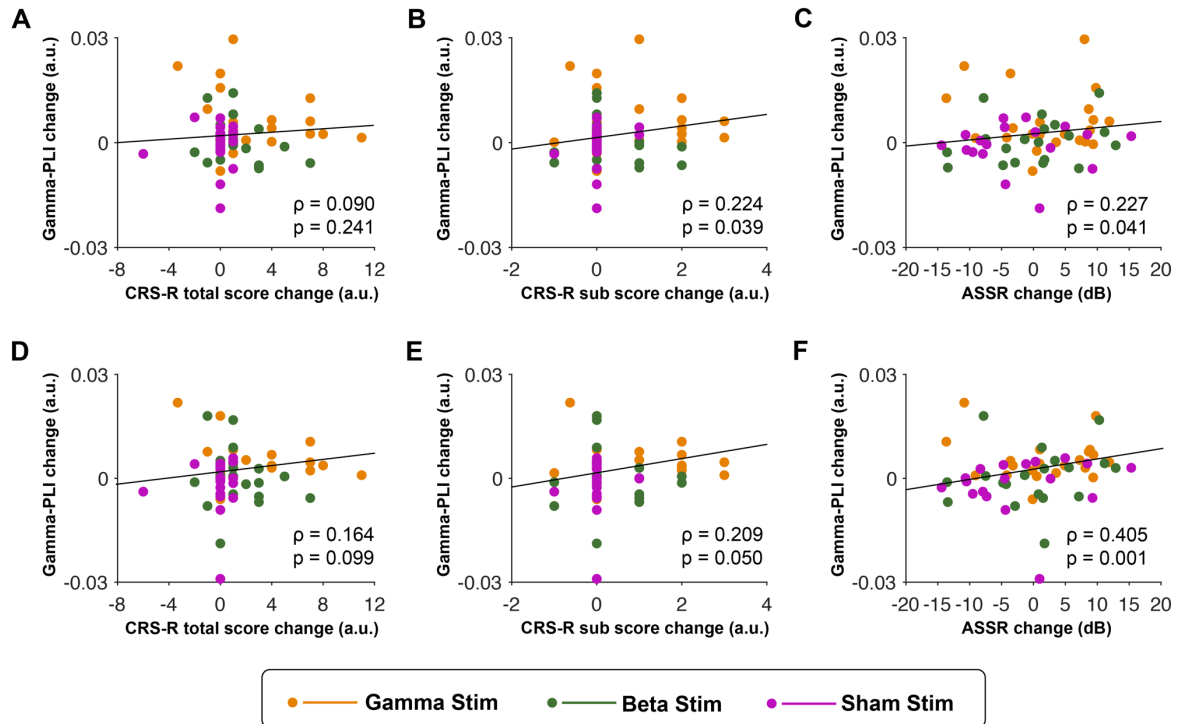 A
Gamma-PLI change (a.u.)
0.03
0
-0.03
-8 -4 0 4 8 12
CRS-R total score change (a.u.)
ρ = 0.090
p = 0.241
B
Gamma-PLI change (a.u.)
0.03
0
-0.03
-2 0 2 4
CRS-R sub score change (a.u.)
ρ = 0.224
p = 0.039
C
Gamma-PLI change (a.u.)
0.03
0
-0.03
-20 -15 -10 -5 0 5 10 15 20
ASSR change (dB)
ρ = 0.227
p = 0.041
D
Gamma-PLI change (a.u.)
0.03
0
-0.03
-8 -4 0 4 8 12
CRS-R total score change (a.u.)
ρ = 0.164
p = 0.099
E
Gamma-PLI change (a.u.)
0.03
0
-0.03
-2 0 2 4
CRS-R sub score change (a.u.)
ρ = 0.209
p = 0.050
F
Gamma-PLI change (a.u.)
0.03
0
-0.03
-20 -15 -10 -5 0 5 10 15 20
ASSR change (dB)
ρ = 0.405
p = 0.001
Gamma Stim
Beta Stim
Sham Stim